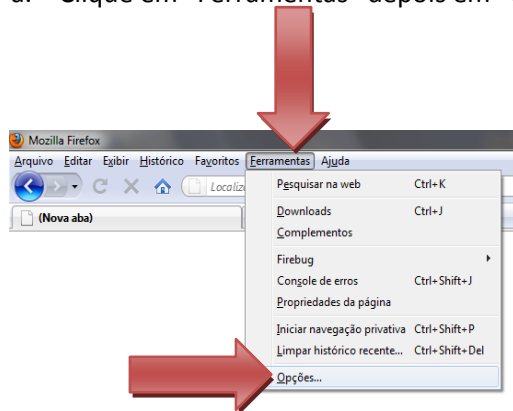 a. Clique em "Ferramentas" depois em "
Mozilla Firefox
Arquivo Editar Exibir Histórico Favoritos Ferramentas Ajuda
(Nova aba)
Pesquisar na web Ctrl+K
Downloads Ctrl+J
Complementos
Firebug
Console de erros Ctrl+Shift+J
Propriedades da página
Iniciar navegação privativa Ctrl+Shift+P
Limpar histórico recente... Ctrl+Shift+Del
Opções...